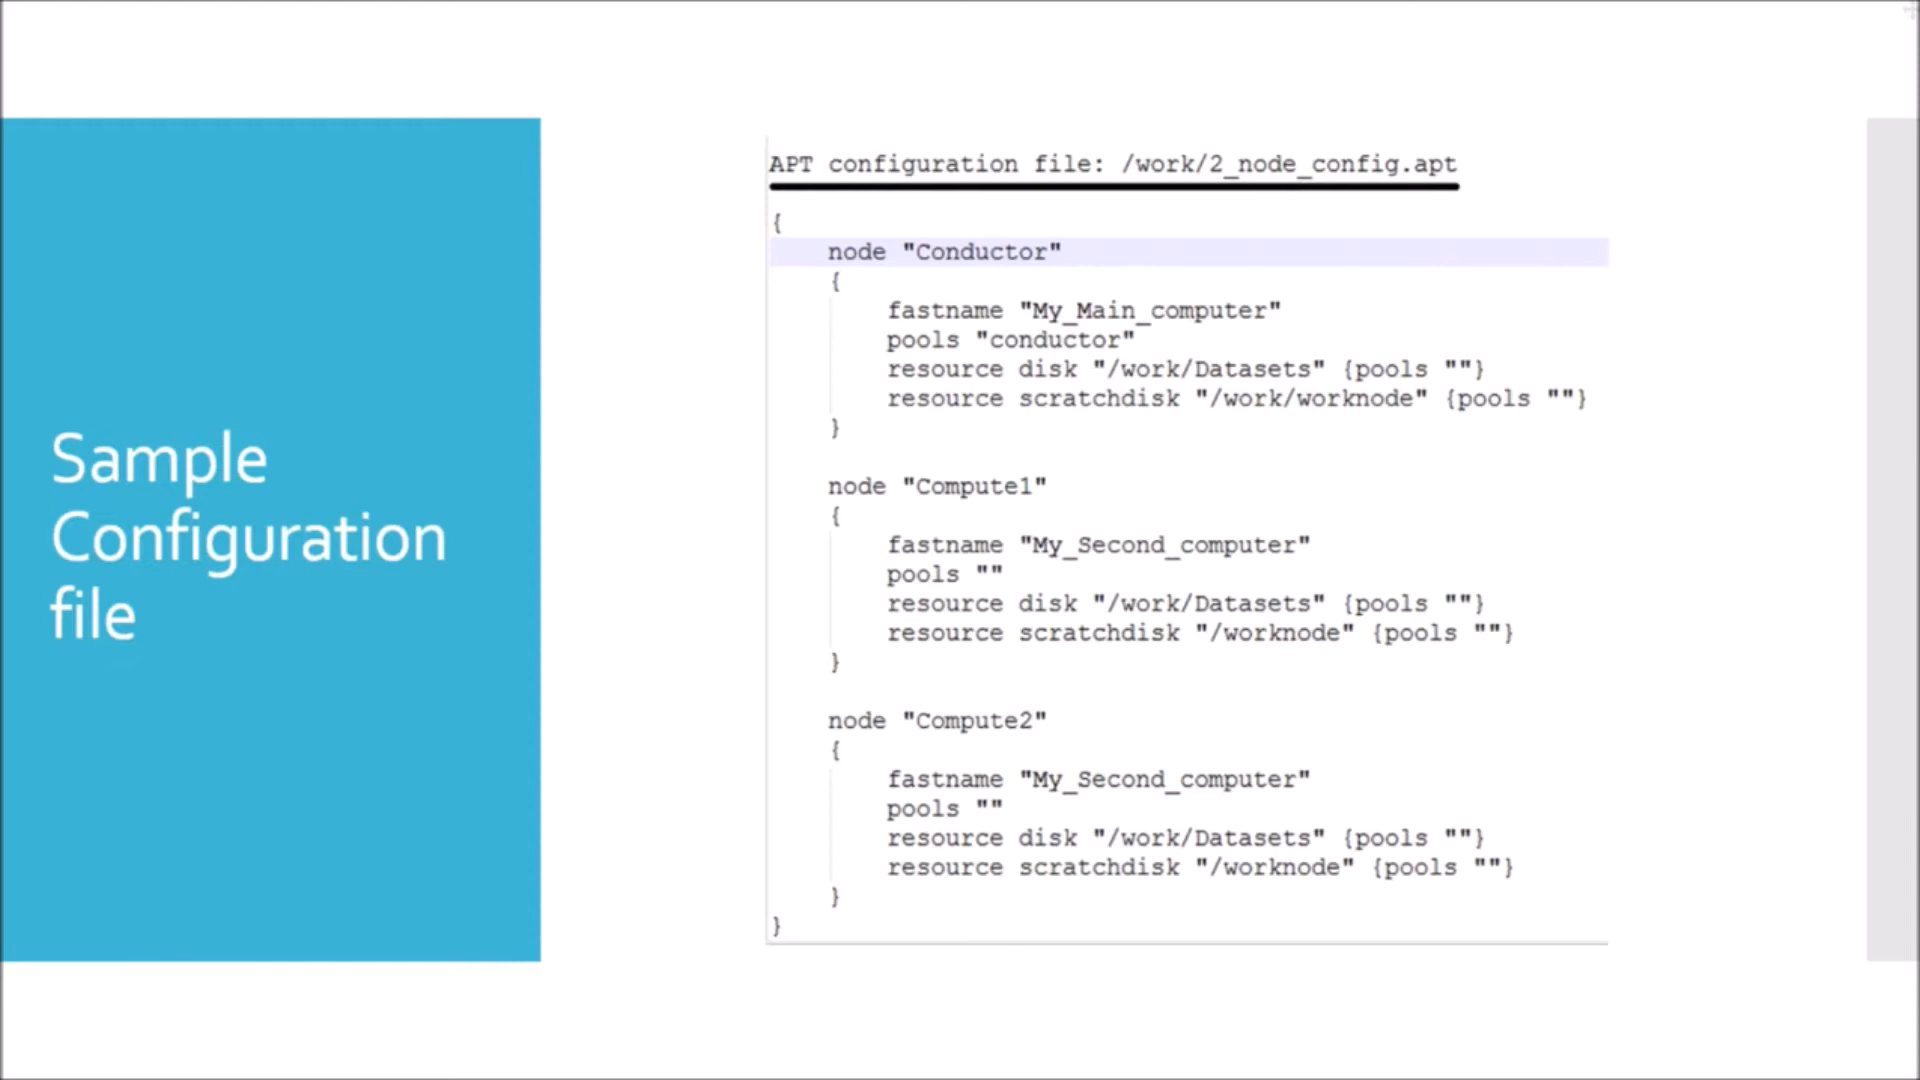 Sample
Configuration
file
APT configuration file: /work/2_node_config.apt
{
node "Conductor"
{
fastname "My_Main_computer"
pools "conductor"
resource disk "/work/Datasets" {pools ""}
resource scratchdisk "/work/worknode" {pools ""}
}
node "Compute1"
{
fastname "My_Second_computer"
pools ""
resource disk "/work/Datasets" {pools ""}
resource scratchdisk "/worknode" {pools ""}
}
node "Compute2"
{
fastname "My_Second_computer"
pools ""
resource disk "/work/Datasets" {pools ""}
resource scratchdisk "/worknode" {pools ""}
}
}